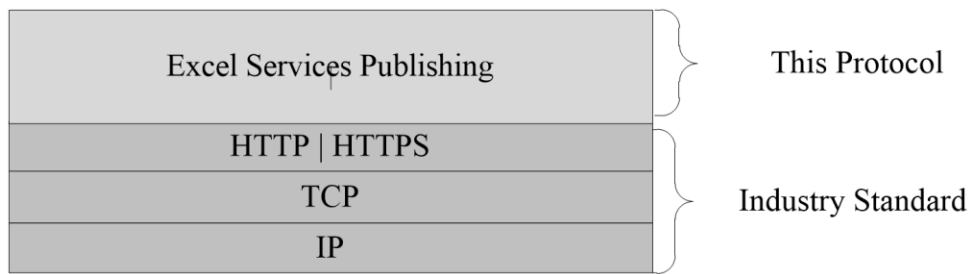 Excel Services Publishing
This Protocol
HTTP | HTTPS
TCP
Industry Standard
IP